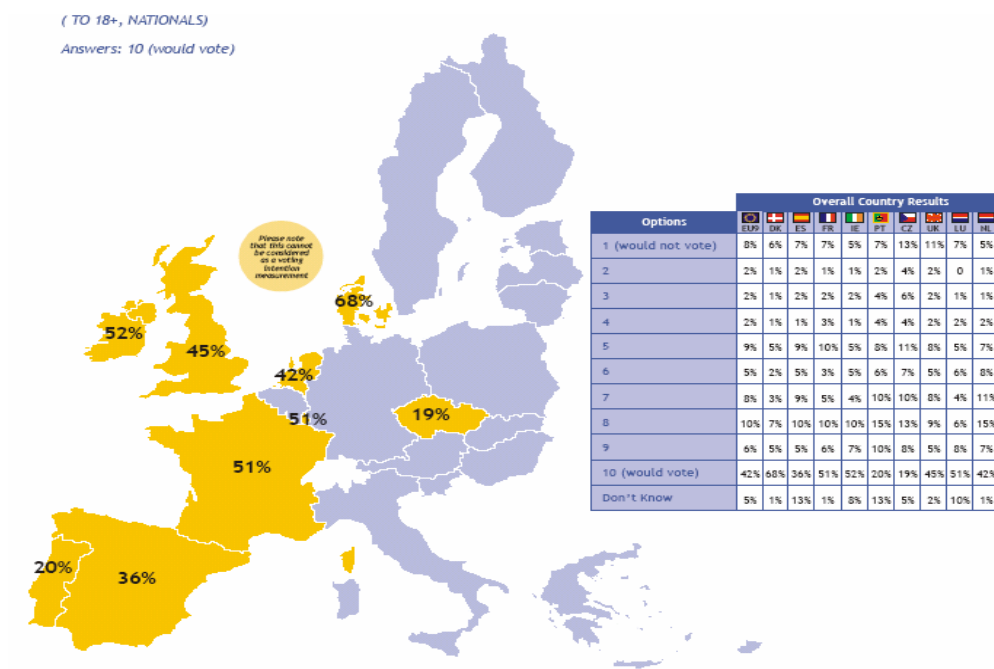 ( TO 18+, NATIONALS)
Answers: 10 (would vote)
Please note
that this cannot
be considered
as a voting
intention
measurement
68%
52%
45%
42%
51%
19%
51%
20%
36%
Overall Country Results
Options EU9 DK ES FR IE PT CZ UK LU NL
1 (would not vote) 8% 6% 7% 7% 5% 7% 13% 11% 7% 5%
2 2% 1% 2% 1% 1% 2% 4% 2% 0 1%
3 2% 1% 2% 2% 2% 4% 6% 2% 1% 1%
4 2% 1% 1% 3% 1% 4% 4% 2% 2% 2%
5 9% 5% 9% 10% 5% 8% 11% 8% 5% 7%
6 5% 2% 5% 3% 5% 6% 7% 5% 6% 8%
7 8% 3% 9% 5% 4% 10% 10% 8% 4% 11%
8 10% 7% 10% 10% 10% 15% 13% 9% 6% 15%
9 6% 5% 5% 6% 7% 10% 8% 5% 8% 7%
10 (would vote) 42% 68% 36% 51% 52% 20% 19% 45% 51% 42%
Don't Know 5% 1% 13% 1% 8% 13% 5% 2% 10% 1%